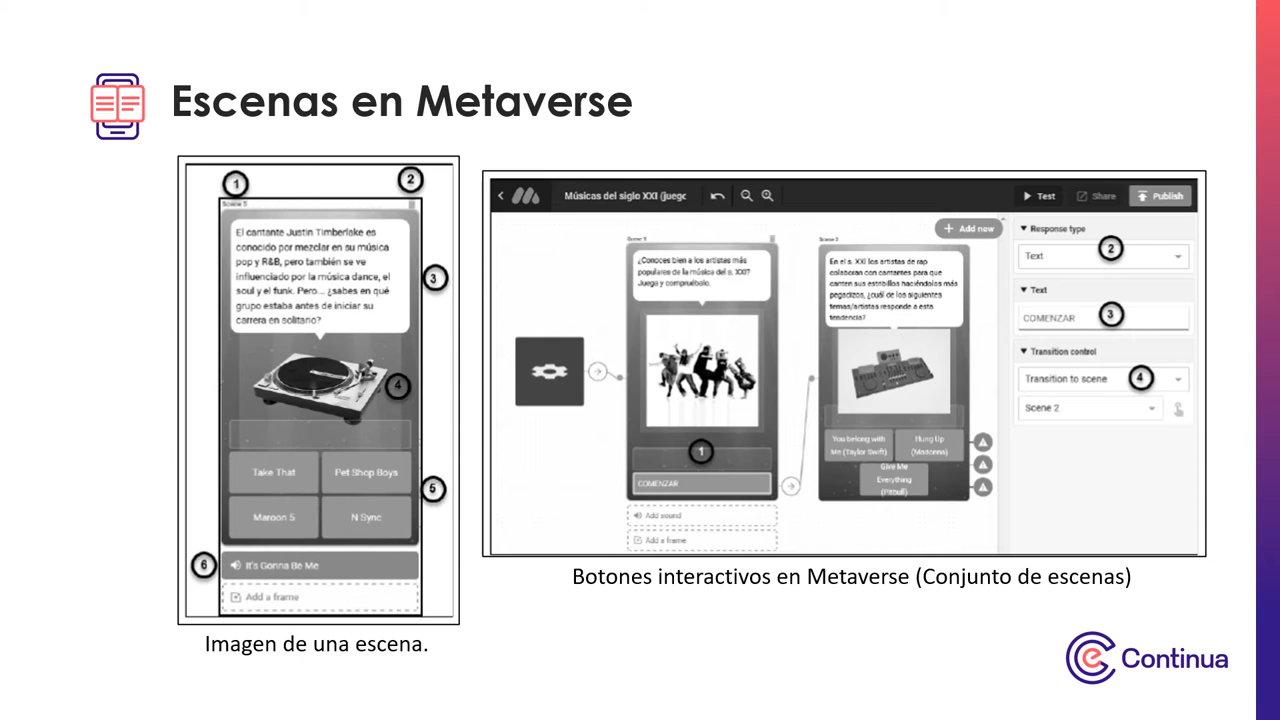 Escenas en Metaverse
1
2
Scene 5
El cantante Justin Timberlake es
conocido por mezclar en su música
pop y R&B, pero también se ve
influenciado por la música dance, el
soul y el funk. Pero... ¿sabes en qué
grupo estaba antes de iniciar su
carrera en solitario?
3
4
Take That
Pet Shop Boys
Maroon 5
N Sync
5
6
It's Gonna Be Me
Add a frame
Imagen de una escena.
Músicas del siglo XXI (juego
Test
Share
Publish
Add new
Scene 1
¿Conoces bien a los artistas más
populares de la música del s. XXI?
Juega y compruébalo.
1
COMENZAR
Add sound
Add a frame
Scene 2
En el s. XXI los artistas de rap
colaboran con cantantes para que
canten sus estribillos haciéndolos más
pegadizos, ¿cuál de los siguientes
temas/artistas responde a esta
tendencia?
You belong with
Me (Taylor Swift)
Hung Up
(Madonna)
Give Me
Everything
(Pitbull)
Response type
2
Text
Text
COMENZAR
3
Transition control
Transition to scene
4
Scene 2
Botones interactivos en Metaverse (Conjunto de escenas)
Continua